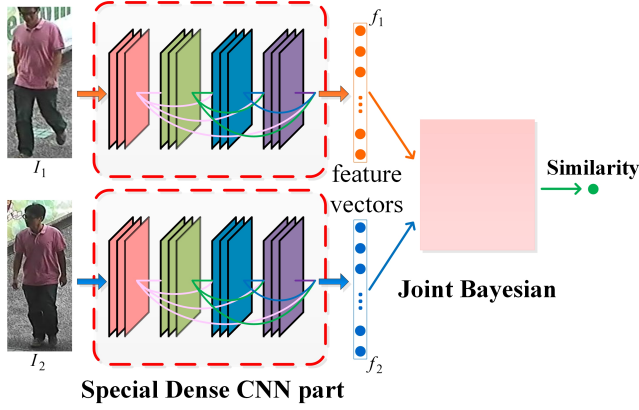 f1
I1
feature
vectors
Similarity
Joint Bayesian
I2
f2
Special Dense CNN part